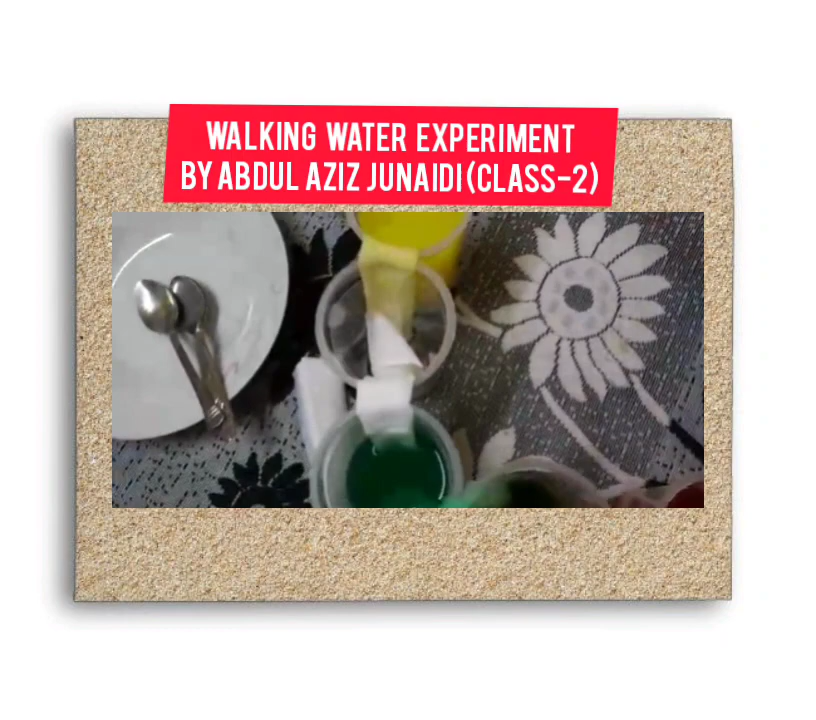 WALKING WATER EXPERIMENT
BY ABDUL AZIZ JUNAIDI (CLASS-2)